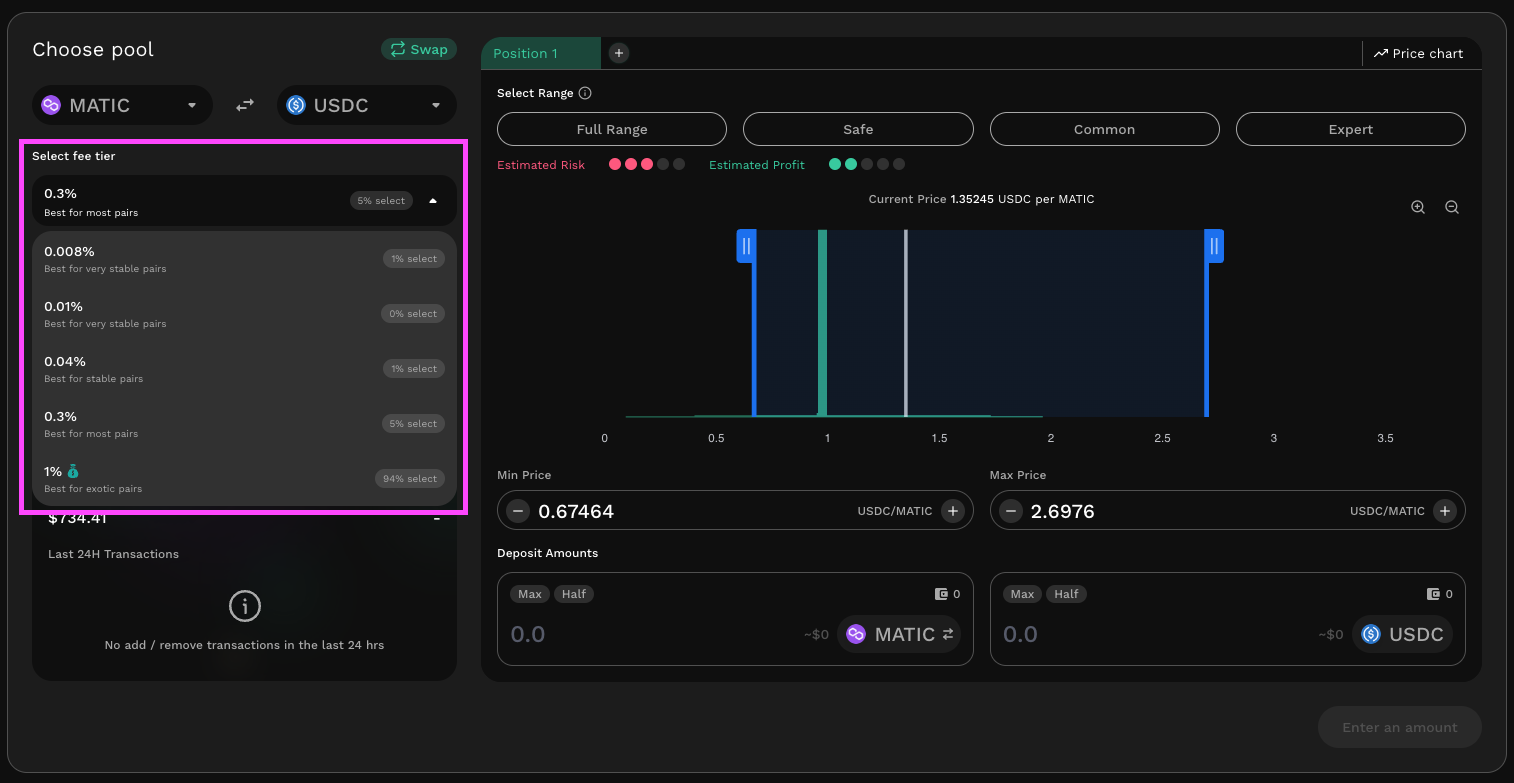 Choose pool
Swap
MATIC
USDC
Select fee tier
0.3%
Best for most pairs
5% select
0.008%
Best for very stable pairs
1% select
0.01%
Best for very stable pairs
0% select
0.04%
Best for stable pairs
1% select
0.3%
Best for most pairs
5% select
1%
Best for exotic pairs
94% select
$734.41
-
Last 24H Transactions
No add / remove transactions in the last 24 hrs
Position 1
+
Price chart
Select Range
Full Range
Safe
Common
Expert
Estimated Risk
Estimated Profit
Current Price 1.35245 USDC per MATIC
0 0.5 1 1.5 2 2.5 3 3.5
Min Price
0.67464
USDC/MATIC
Max Price
2.6976
USDC/MATIC
Deposit Amounts
Max Half
0
0.0
~$0
MATIC
Max Half
0
0.0
~$0
USDC
Enter an amount